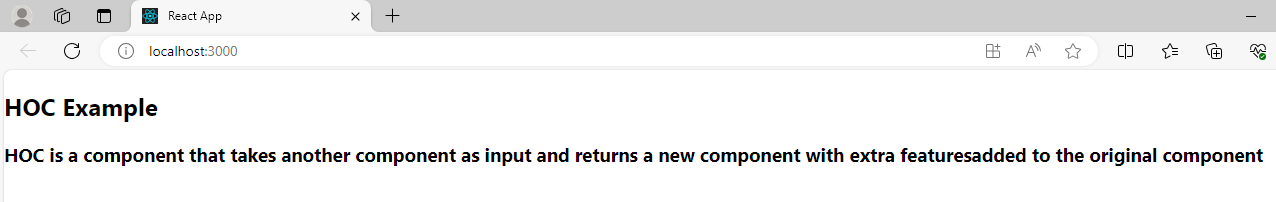 React App
localhost:3000
HOC Example
HOC is a component that takes another component as input and returns a new component with extra featuresadded to the original component